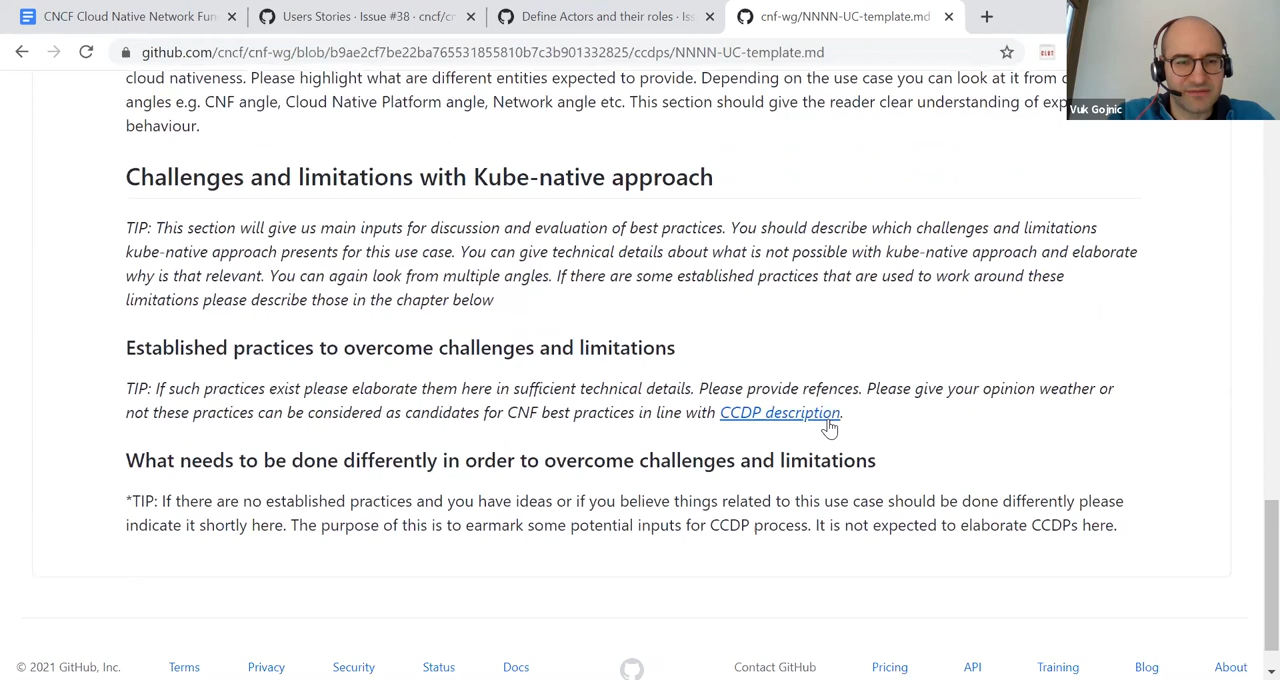 CNCF Cloud Native Network Fun
Users Stories · Issue #38 · cncf/cn
Define Actors and their roles · Iss
cnf-wg/NNNN-UC-template.md
github.com/cncf/cnf-wg/blob/b9ae2cf7be22ba765531855810b7c3b901332825/ccdps/NNNN-UC-template.md
Vuk Gojnic
cloud nativeness. Please highlight what are different entities expected to provide. Depending on the use case you can look at it from
angles e.g. CNF angle, Cloud Native Platform angle, Network angle etc. This section should give the reader clear understanding of
behaviour.
Challenges and limitations with Kube-native approach
TIP: This section will give us main inputs for discussion and evaluation of best practices. You should describe which challenges and limitations
kube-native approach presents for this use case. You can give technical details about what is not possible with kube-native approach and elaborate
why is that relevant. You can again look from multiple angles. If there are some established practices that are used to work around these
limitations please describe those in the chapter below
Established practices to overcome challenges and limitations
TIP: If such practices exist please elaborate them here in sufficient technical details. Please provide refences. Please give your opinion weather or
not these practices can be considered as candidates for CNF best practices in line with CCDP description.
What needs to be done differently in order to overcome challenges and limitations
*TIP: If there are no established practices and you have ideas or if you believe things related to this use case should be done differently please
indicate it shortly here. The purpose of this is to earmark some potential inputs for CCDP process. It is not expected to elaborate CCDPs here.
© 2021 GitHub, Inc. Terms Privacy Security Status Docs Contact GitHub Pricing API Training Blog About